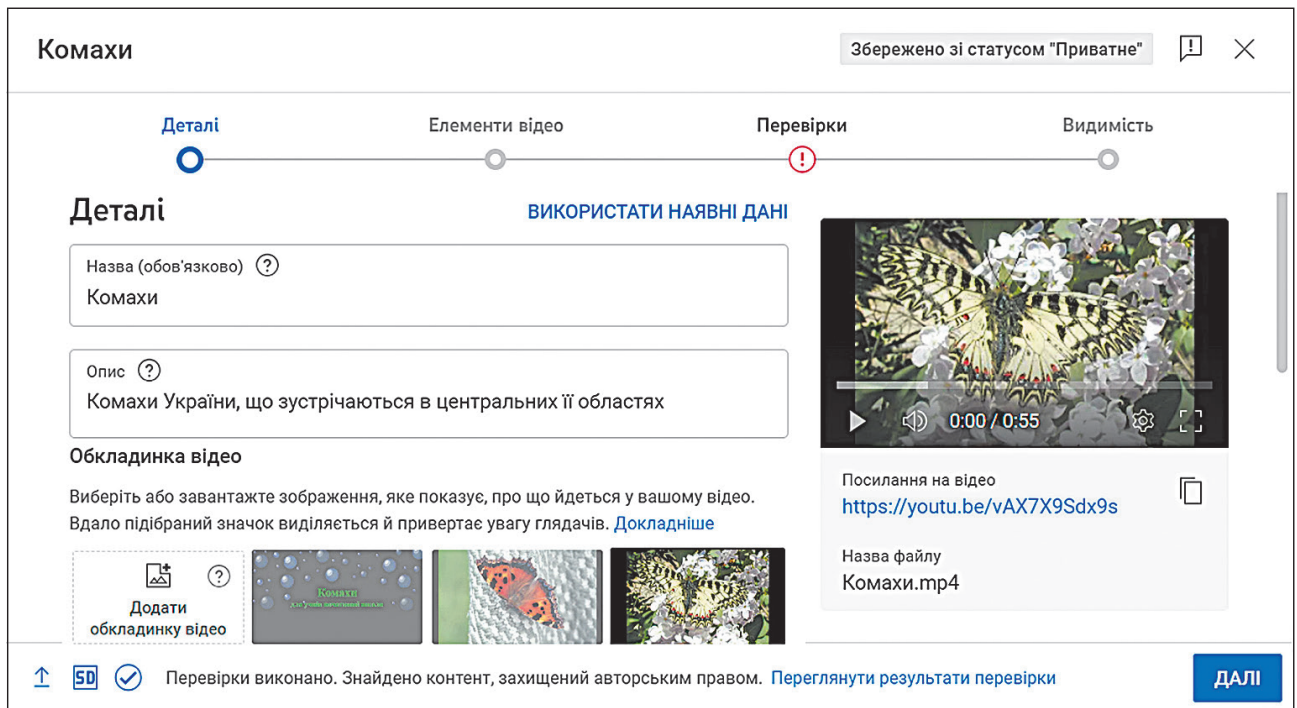 Комахи
Збережено зі статусом "Приватне"
Деталі
Елементи відео
Перевірки
Видимість
Деталі
ВИКОРИСТАТИ НАЯВНІ ДАНІ
Назва (обов'язково)
Комахи
Опис
Комахи України, що зустрічаються в центральних її областях
Обкладинка відео
Виберіть або завантажте зображення, яке показує, про що йдеться у вашому відео.
Вдало підібраний значок виділяється й привертає увагу глядачів. Докладніше
Додати
обкладинку відео
Комахи
для учнів початкової школи
0:00 / 0:55
Посилання на відео
https://youtu.be/vAX7X9Sdx9s
Назва файлу
Комахи.mp4
SD
Перевірки виконано. Знайдено контент, захищений авторським правом. Переглянути результати перевірки
ДАЛІ